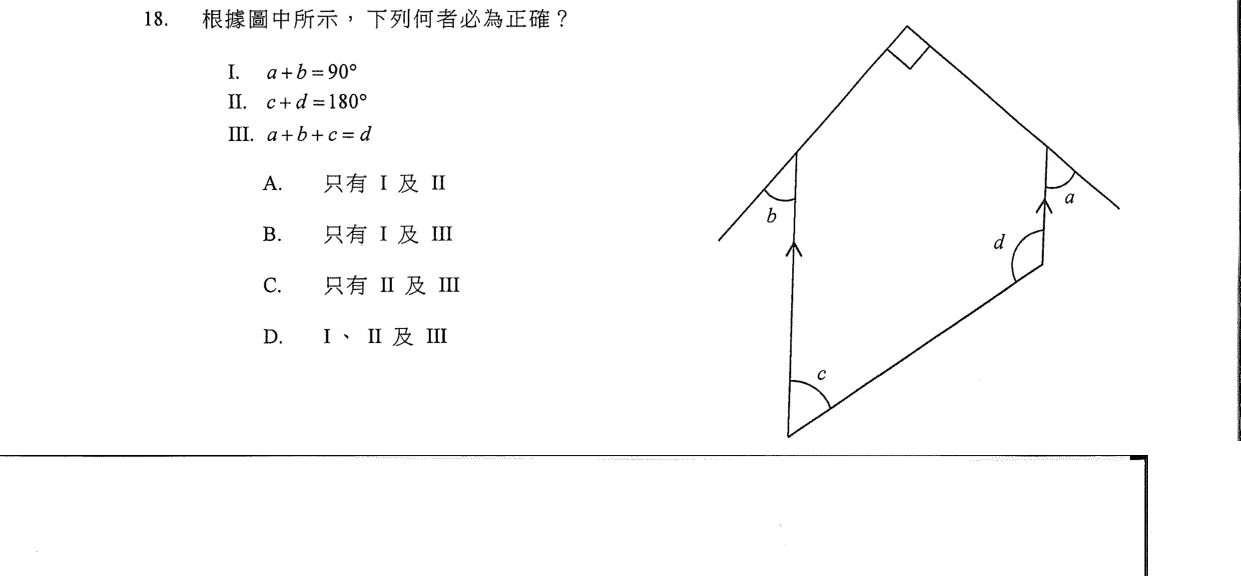 18. 根據圖中所示，下列何者必為正確？
I. a + b = 90°
II. c + d = 180°
III. a + b + c = d
A. 只有 I 及 II
B. 只有 I 及 III
C. 只有 II 及 III
D. I、II 及 III
b
a
d
c